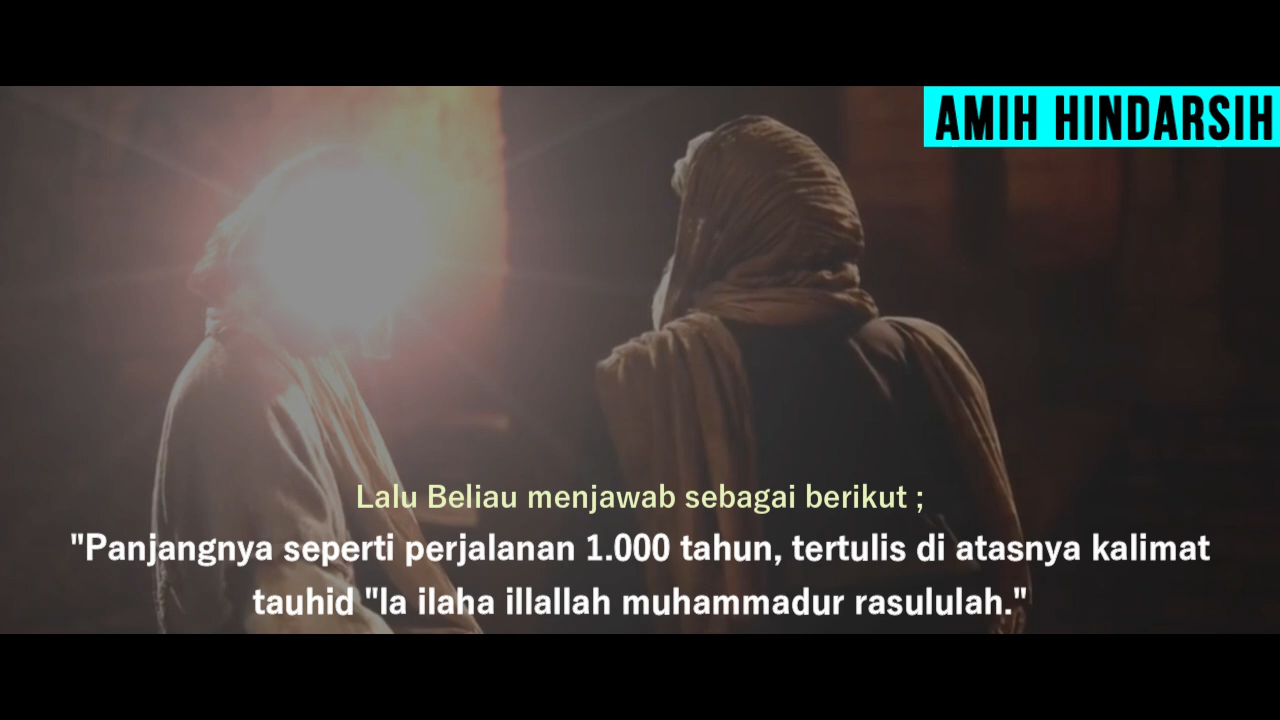 AMIH HINDARSIH
Lalu Beliau menjawab sebagai berikut ;
"Panjangnya seperti perjalanan 1.000 tahun, tertulis di atasnya kalimat
tauhid "la ilaha illallah muhammadur rasululah."